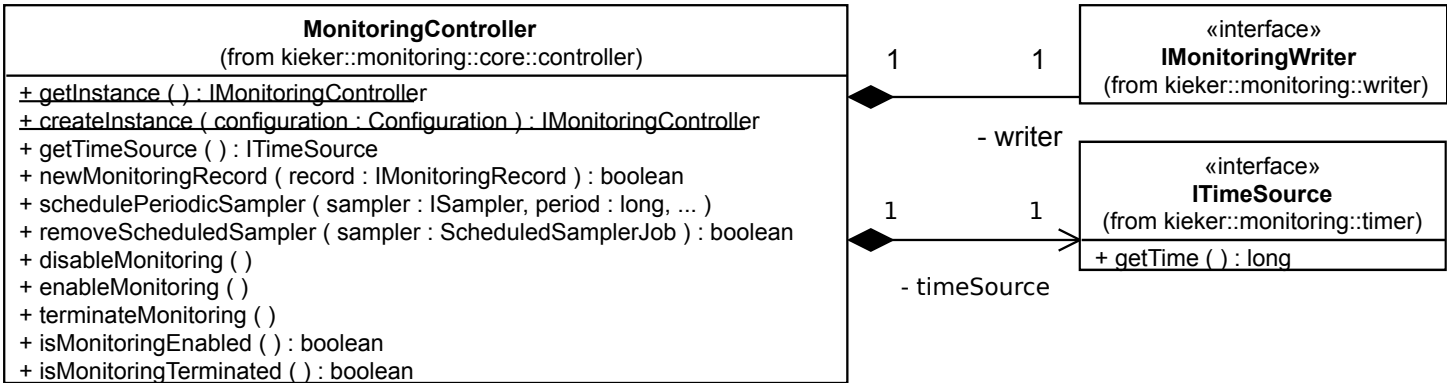 MonitoringController
(from kieker::monitoring::core::controller)
+ getInstance ( ) : IMonitoringController
+ createInstance ( configuration : Configuration ) : IMonitoringController
+ getTimeSource ( ) : ITimeSource
+ newMonitoringRecord ( record : IMonitoringRecord ) : boolean
+ schedulePeriodicSampler ( sampler : ISampler, period : long, ... )
+ removeScheduledSampler ( sampler : ScheduledSamplerJob ) : boolean
+ disableMonitoring ( )
+ enableMonitoring ( )
+ terminateMonitoring ( )
+ isMonitoringEnabled ( ) : boolean
+ isMonitoringTerminated ( ) : boolean
1 1
- writer
1 1
- timeSource
«interface»
IMonitoringWriter
(from kieker::monitoring::writer)
«interface»
ITimeSource
(from kieker::monitoring::timer)
+ getTime ( ) : long